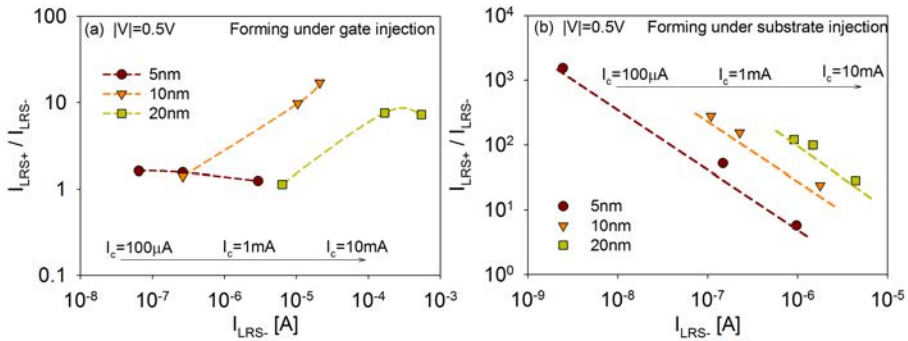 (a) |V|=0.5V Forming under gate injection
5nm
10nm
20nm
I_c=100μA I_c=1mA I_c=10mA
100
10
1
0.1
I_LRS+ / I_LRS-
10^-8 10^-7 10^-6 10^-5 10^-4 10^-3
I_LRS- [A]
(b) |V|=0.5V Forming under substrate injection
I_c=100μA I_c=1mA I_c=10mA
5nm
10nm
20nm
10^4
10^3
10^2
10^1
10^0
I_LRS+ / I_LRS-
10^-9 10^-8 10^-7 10^-6 10^-5
I_LRS- [A]